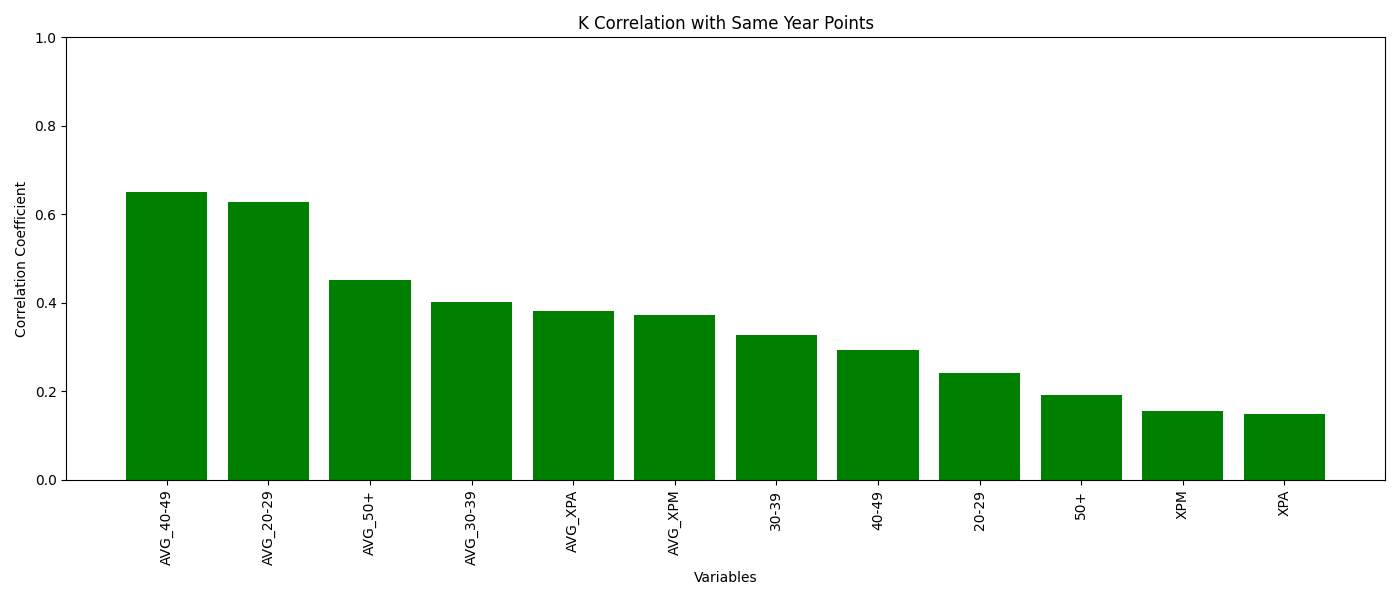 K Correlation with Same Year Points
Correlation Coefficient
1.0
0.8
0.6
0.4
0.2
0.0
AVG_40-49
AVG_20-29
AVG_50+
AVG_30-39
AVG_XPA
AVG_XPM
30-39
40-49
20-29
50+
XPM
XPA
Variables